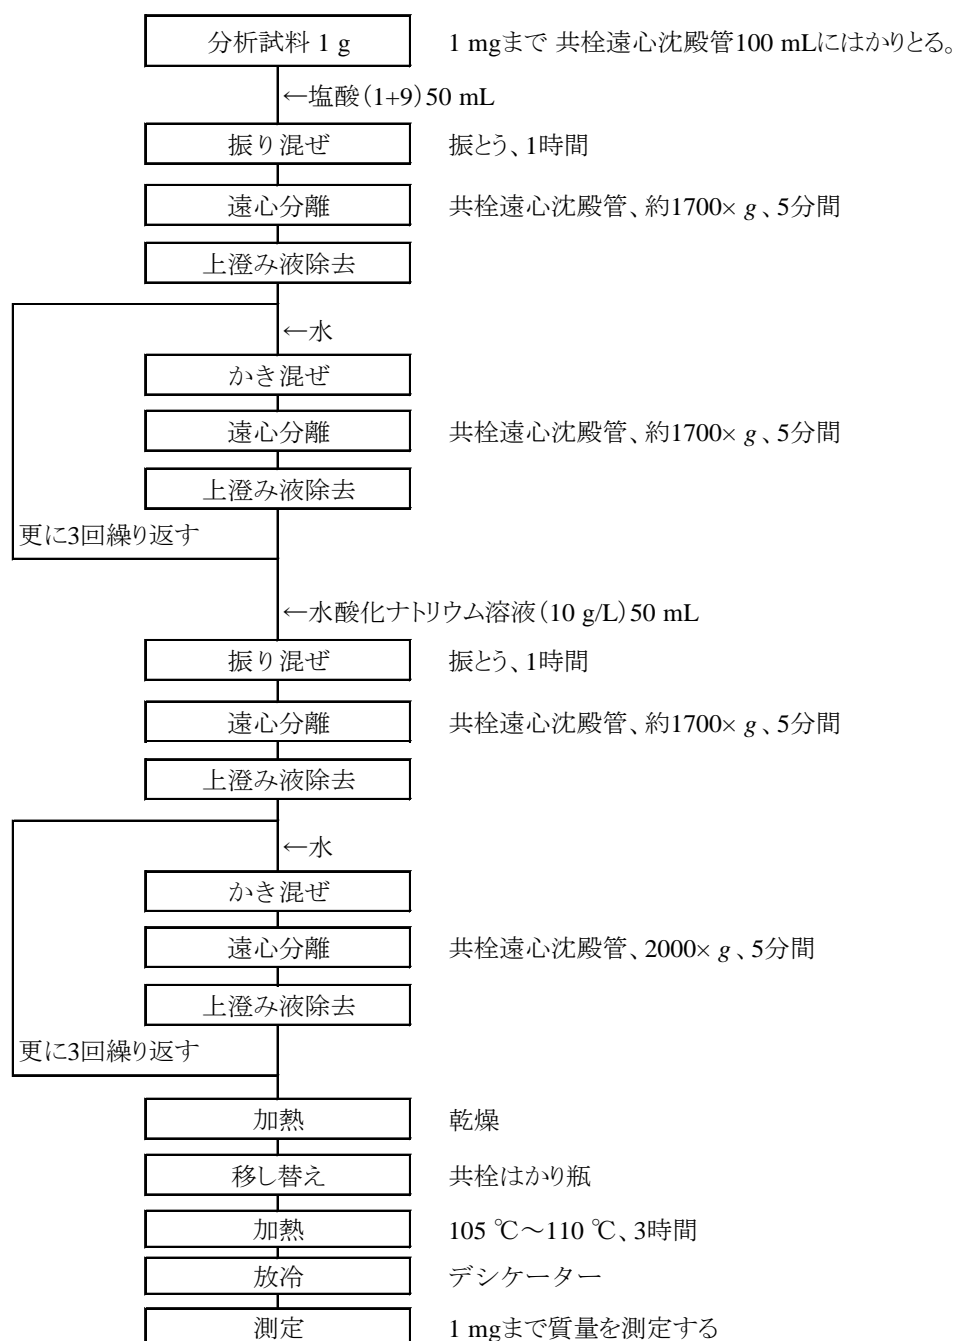 分析試料 1 g 1 mgまで 共栓遠心沈殿管100 mLにはかりとる。
←塩酸（1+9）50 mL
振り混ぜ 振とう、1時間
遠心分離 共栓遠心沈殿管、約1700× g 、5分間
上澄み液除去
←水
かき混ぜ
遠心分離 共栓遠心沈殿管、約1700× g 、5分間
上澄み液除去
更に3回繰り返す
←水酸化ナトリウム溶液（10 g/L）50 mL
振り混ぜ 振とう、1時間
遠心分離 共栓遠心沈殿管、約1700× g 、5分間
上澄み液除去
←水
かき混ぜ
遠心分離 共栓遠心沈殿管、2000× g 、5分間
上澄み液除去
更に3回繰り返す
加熱 乾燥
移し替え 共栓はかり瓶
加熱 105 ℃～110 ℃、3時間
放冷 デシケーター
測定 1 mgまで質量を測定する